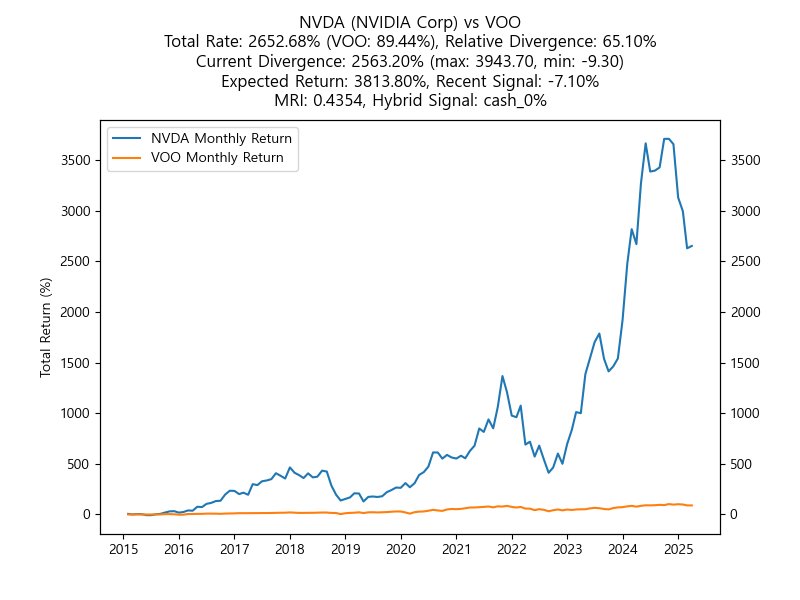 NVDA (NVIDIA Corp) vs VOO
Total Rate: 2652.68% (VOO: 89.44%), Relative Divergence: 65.10%
Current Divergence: 2563.20% (max: 3943.70, min: -9.30)
Expected Return: 3813.80%, Recent Signal: -7.10%
MRI: 0.4354, Hybrid Signal: cash_0%
NVDA Monthly Return
VOO Monthly Return
Total Return (%)
3500 3500
3000 3000
2500 2500
2000 2000
1500 1500
1000 1000
500 500
0 0
2015 2016 2017 2018 2019 2020 2021 2022 2023 2024 2025